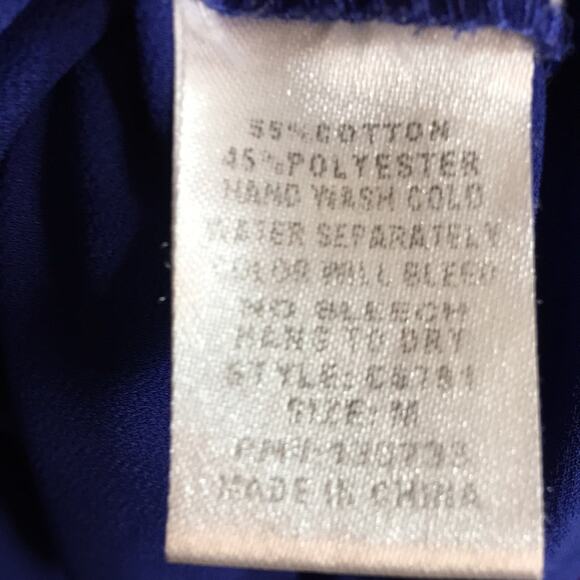 55% COTTON
45% POLYESTER
HAND WASH COLD
WATER SEPARATELY
COLOR WILL BLEED
NO BLEECH
HANG TO DRY
STYLE:
SIZE: M
MADE IN CHINA